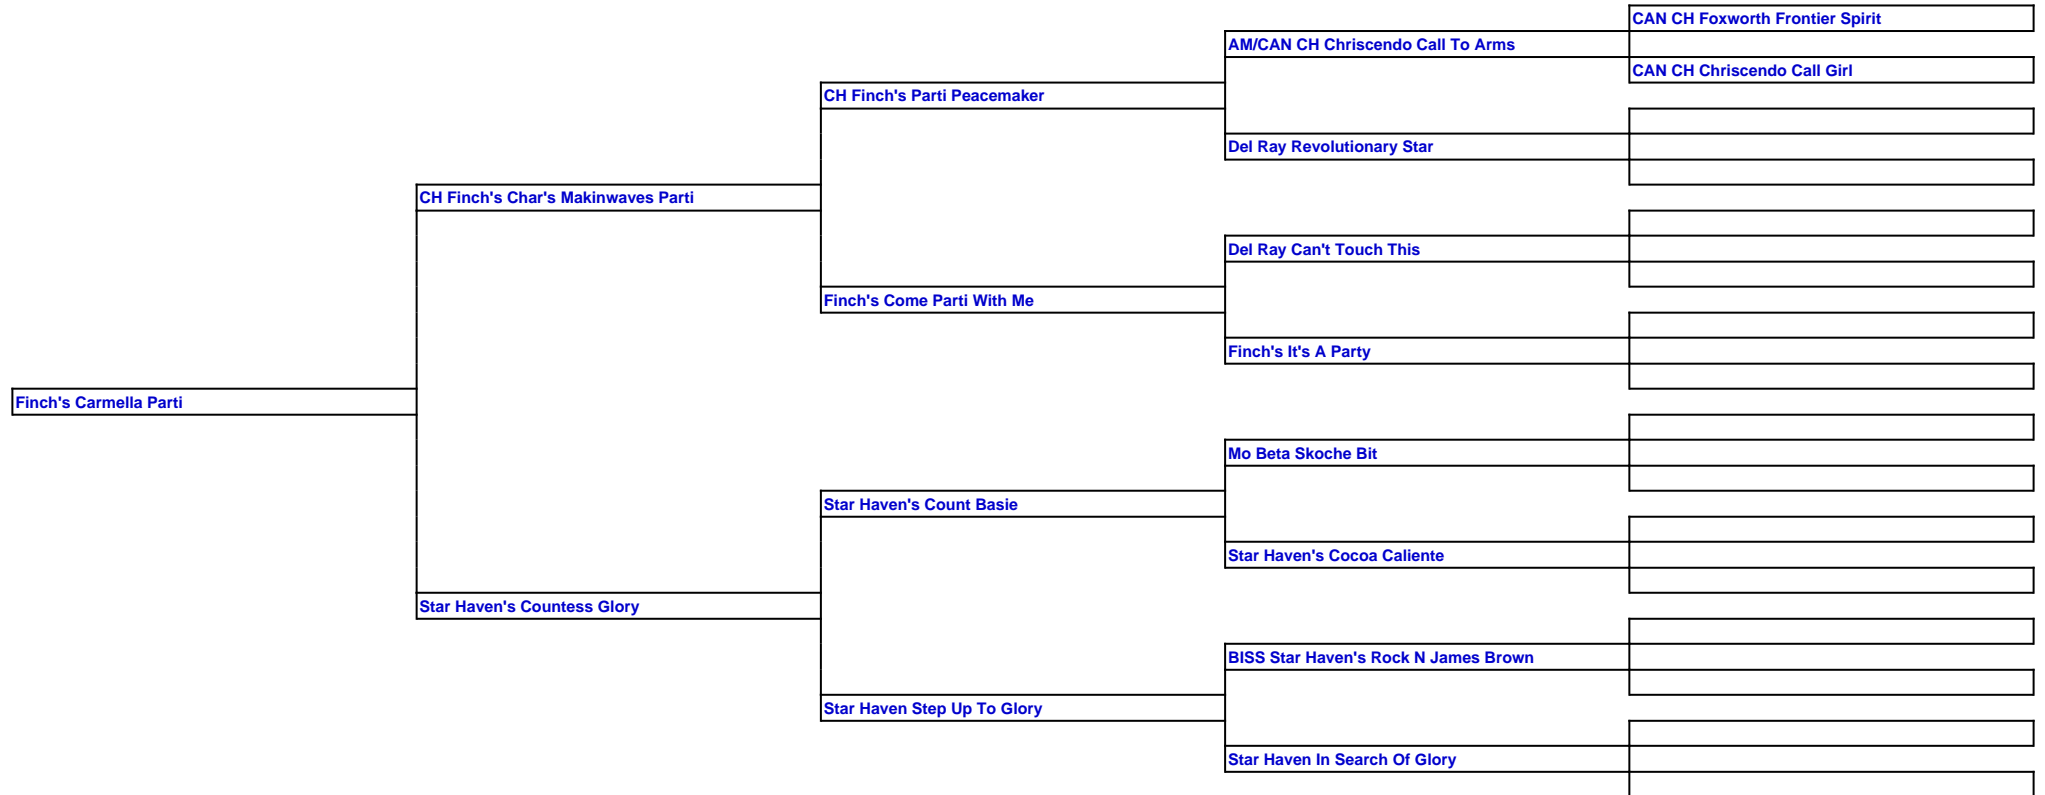 CAN CH Foxworth Frontier Spirit
AM/CAN CH Chriscendo Call To Arms
CAN CH Chriscendo Call Girl
CH Finch's Parti Peacemaker
Del Ray Revolutionary Star
CH Finch's Char's Makinwaves Parti
Del Ray Can't Touch This
Finch's Come Parti With Me
Finch's It's A Party
Finch's Carmella Parti
Mo Beta Skoche Bit
Star Haven's Count Basie
Star Haven's Cocoa Caliente
Star Haven's Countess Glory
BISS Star Haven's Rock N James Brown
Star Haven Step Up To Glory
Star Haven In Search Of Glory